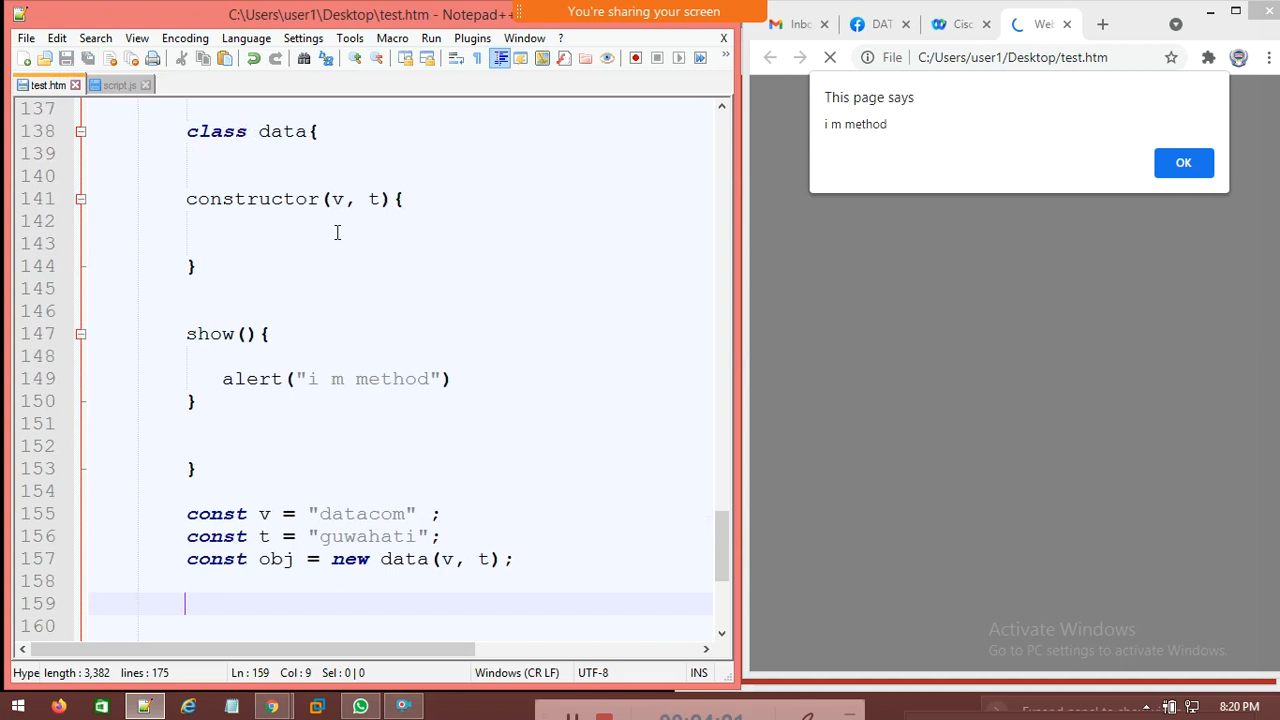 C:\Users\user1\Desktop\test.htm - Notepad++
You're sharing your screen
File Edit Search View Encoding Language Settings Tools Macro Run Plugins Window ? X
test.htm script.js
137
138 class data{
139
140
141 constructor(v, t){
142
143
144 }
145
146
147 show(){
148
149 alert("i m method")
150 }
151
152
153 }
154
155 const v = "datacom" ;
156 const t = "guwahati";
157 const obj = new data(v, t);
158
159
160
Hype length : 3,382 lines : 175 Ln : 159 Col : 9 Sel : 0 | 0 Windows (CR LF) UTF-8 INS
Inbc DAT Cisc Wel
File C:/Users/user1/Desktop/test.htm
This page says
i m method
OK
Activate Windows
Go to PC settings to activate Windows.
8:20 PM